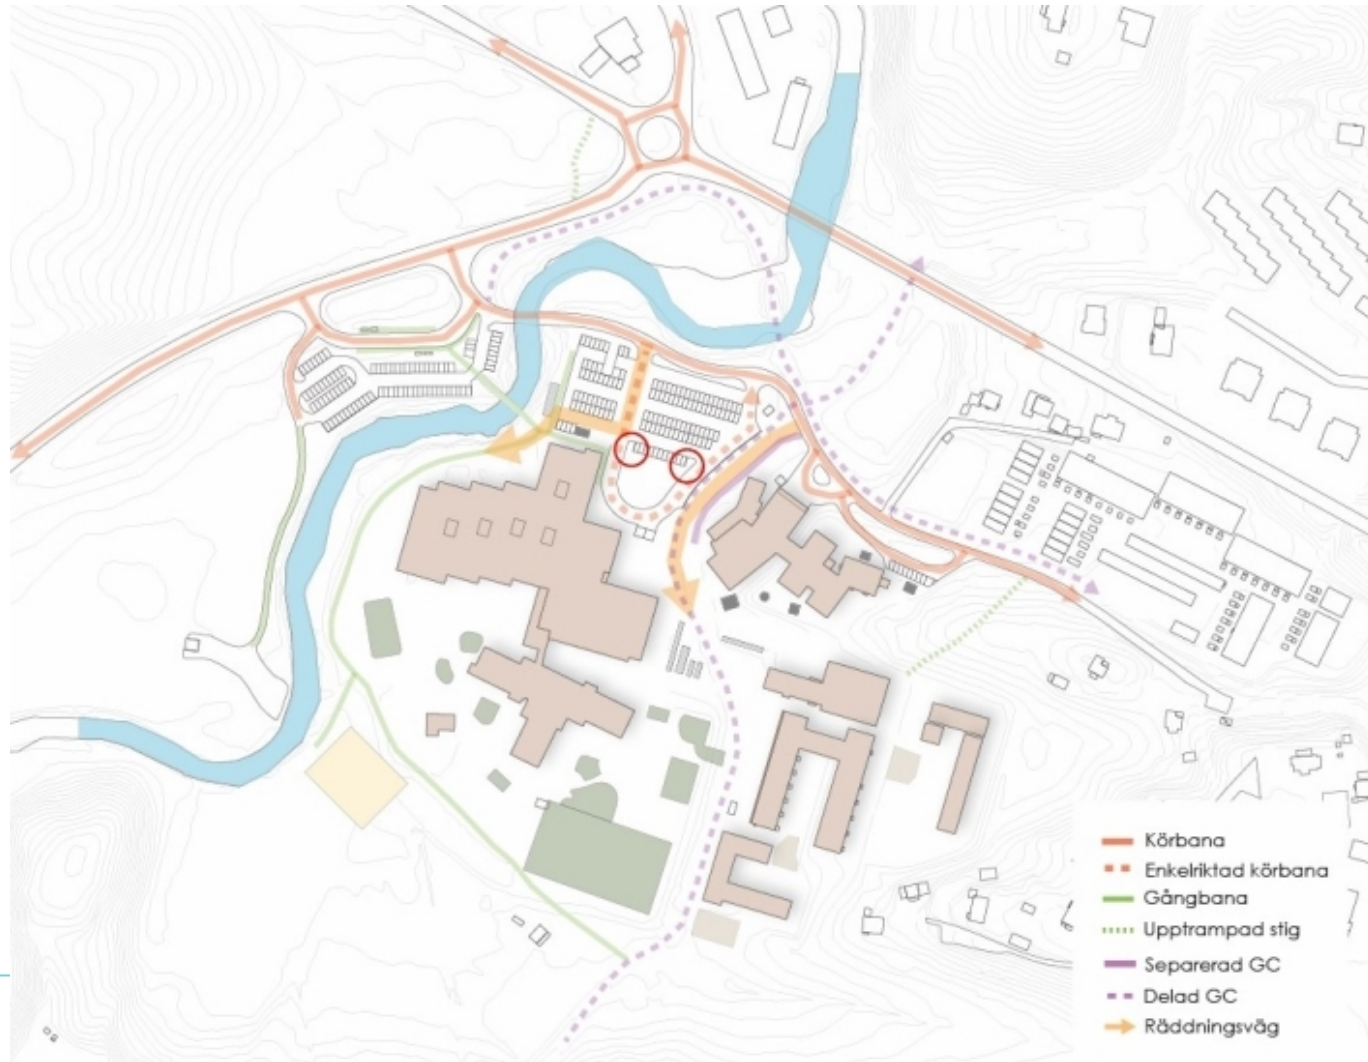 Körbana
Enkelriktad körbana
Gångbana
Upptrampad stig
Separerad GC
Delad GC
Räddningsväg